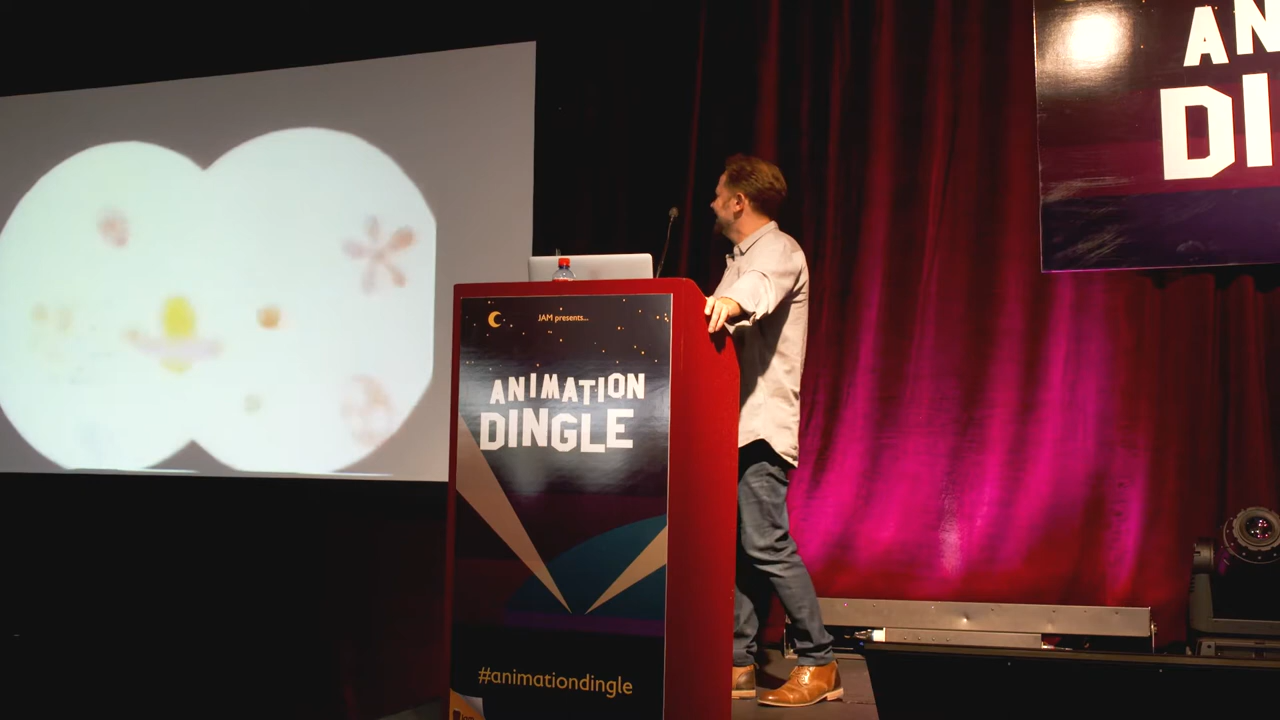 JAM presents...
ANIMATION
DINGLE
#animationdingle
AN
DI